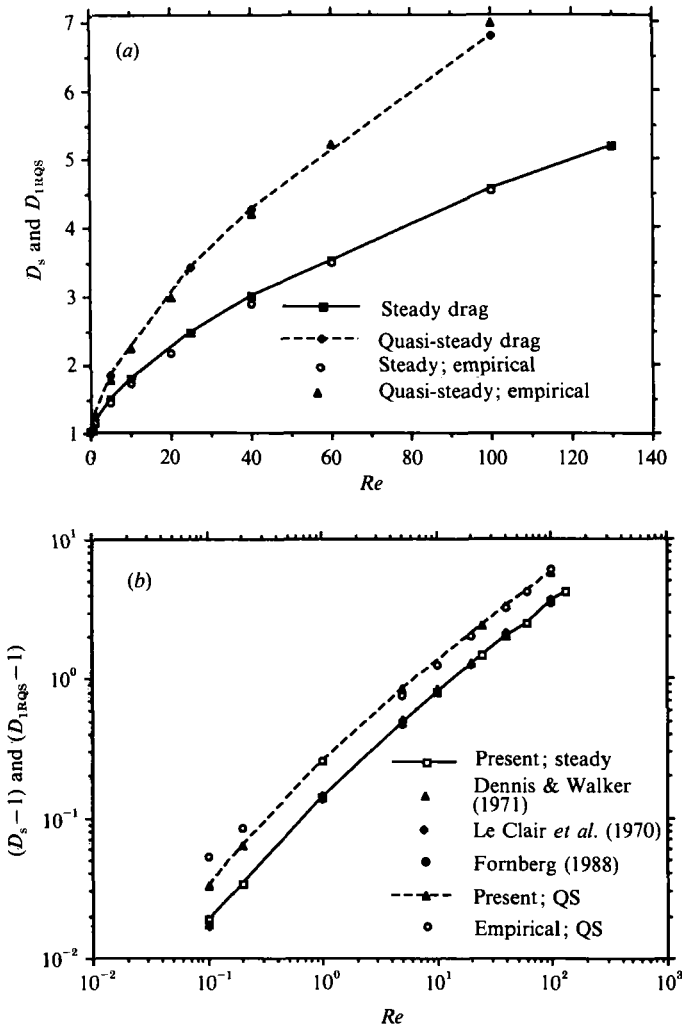 7
6
5
4
3
2
1
(a)
D_s and D_1RQS
Steady drag
Quasi-steady drag
Steady; empirical
Quasi-steady; empirical
0 20 40 60 80 100 120 140
Re
10^1
10^0
10^-1
10^-2
(b)
(D_s − 1) and (D_1RQS − 1)
Present; steady
Dennis & Walker
(1971)
Le Clair et al. (1970)
Fornberg (1988)
Present; QS
Empirical; QS
10^-2 10^-1 10^0 10^1 10^2 10^3
Re